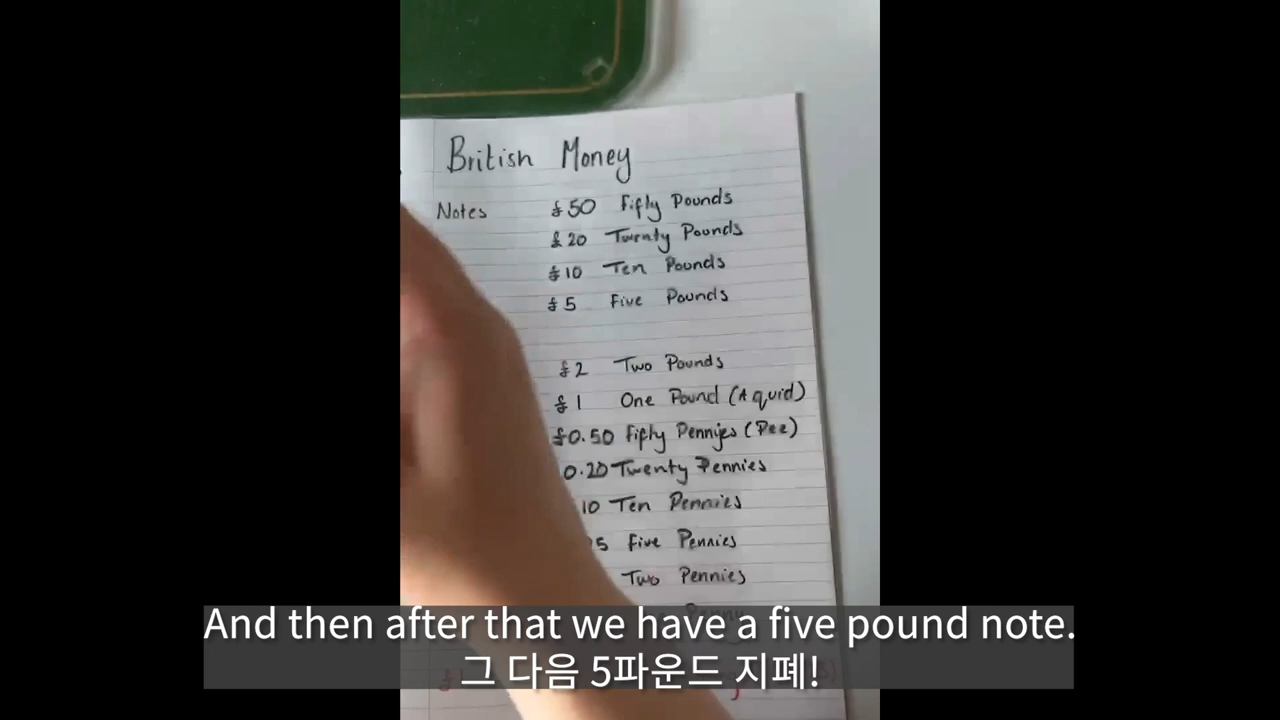 British Money
Notes £50 Fifty Pounds
£20 Twenty Pounds
£10 Ten Pounds
£5 Five Pounds
£2 Two Pounds
£1 One Pound (A quid)
£0.50 Fifty Pennies (Pee)
0.20 Twenty Pennies
10 Ten Pennies
5 Five Pennies
Two Pennies
Penny
And then after that we have a five pound note.
그 다음 5파운드 지폐!